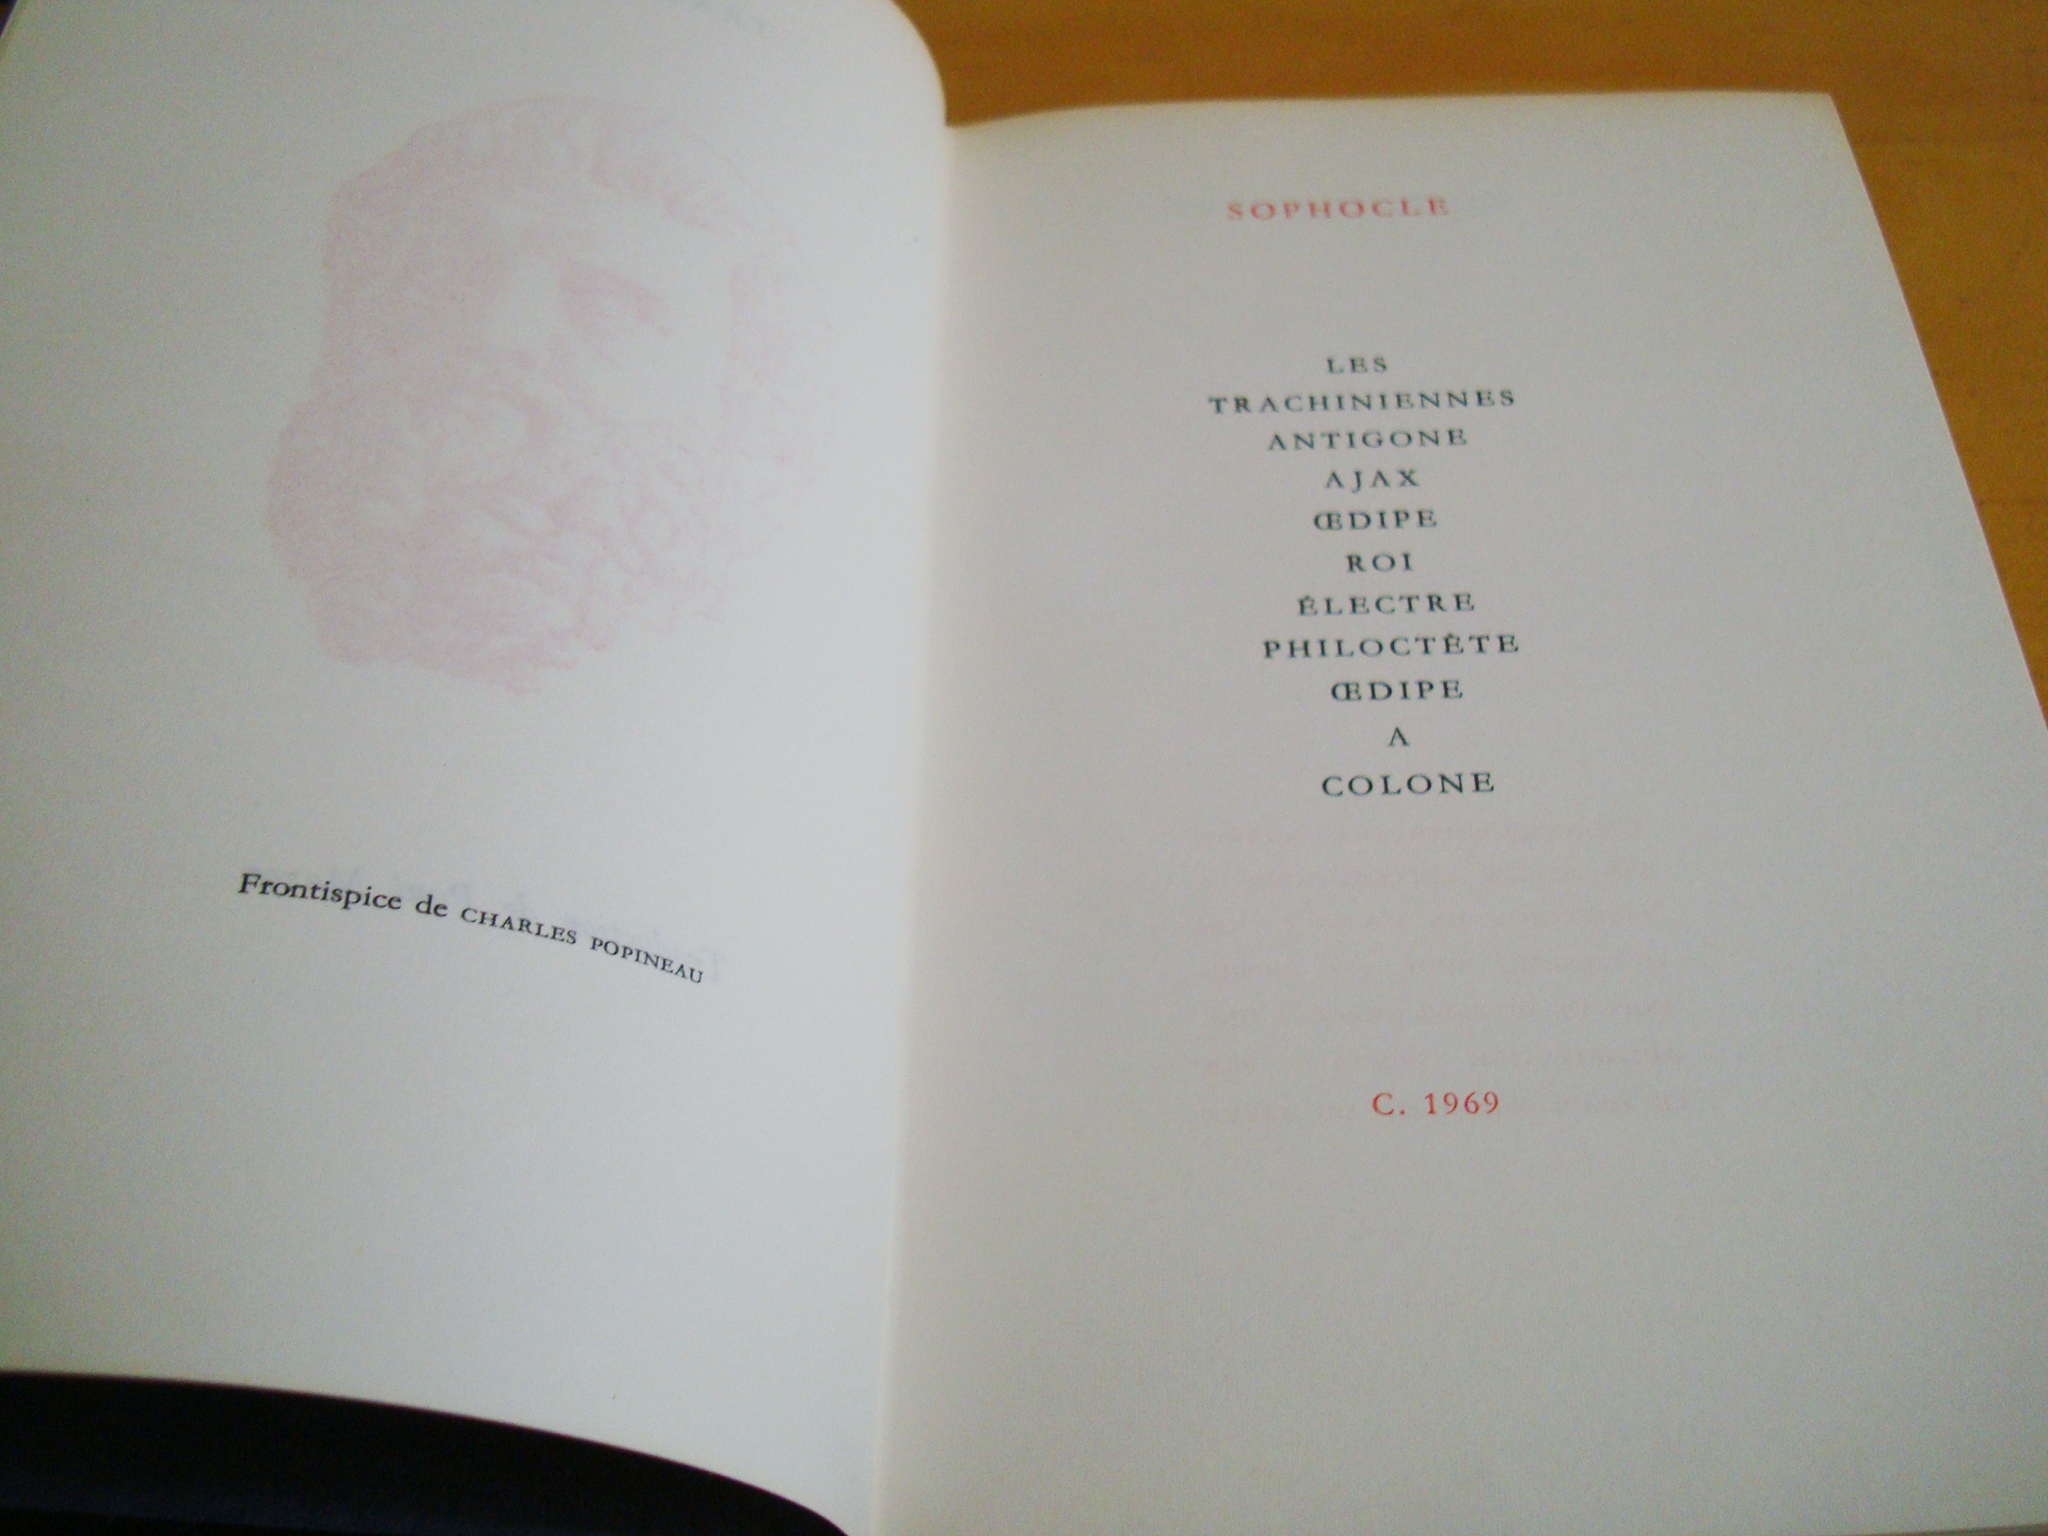 Frontispice de CHARLES POPINEAU
SOPHOCLE
LES
TRACHINIENNES
ANTIGONE
AJAX
ŒDIPE
ROI
ÉLECTRE
PHILOCTÈTE
ŒDIPE
A
COLONE
C. 1969